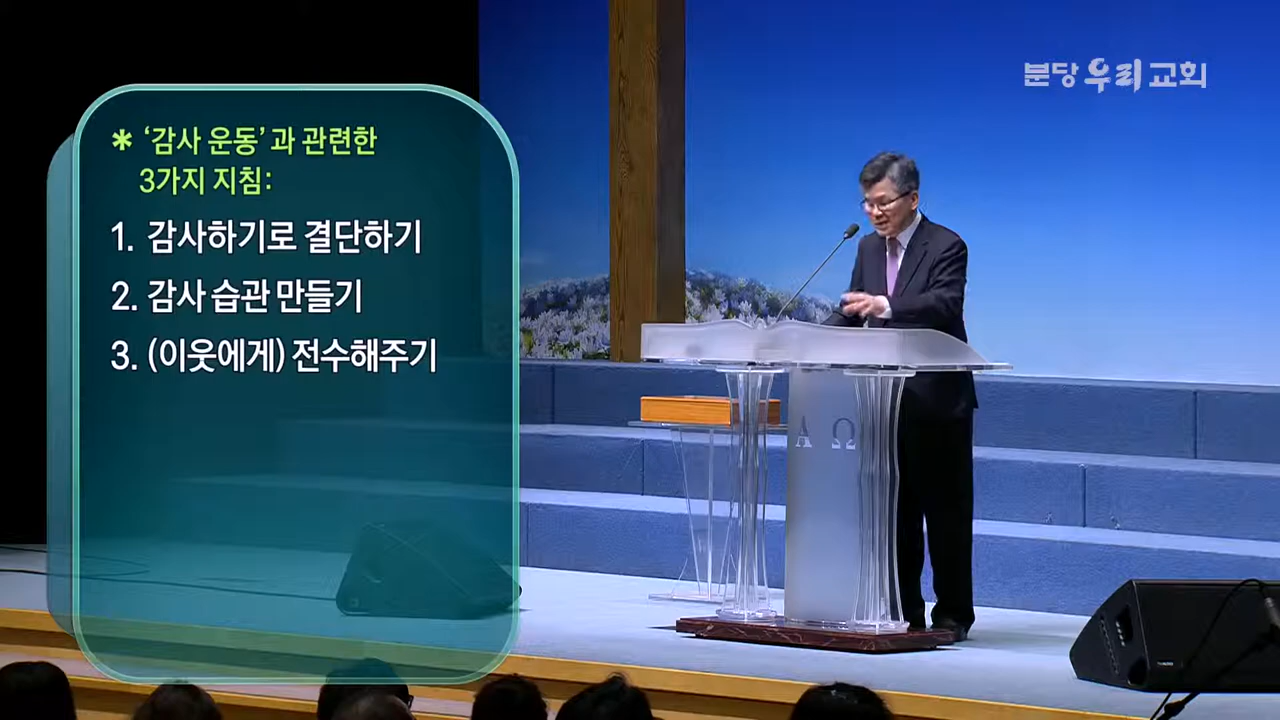 분당우리교회
* ‘감사 운동’과 관련한
3가지 지침:
1. 감사하기로 결단하기
2. 감사 습관 만들기
3. (이웃에게) 전수해주기
Α Ω